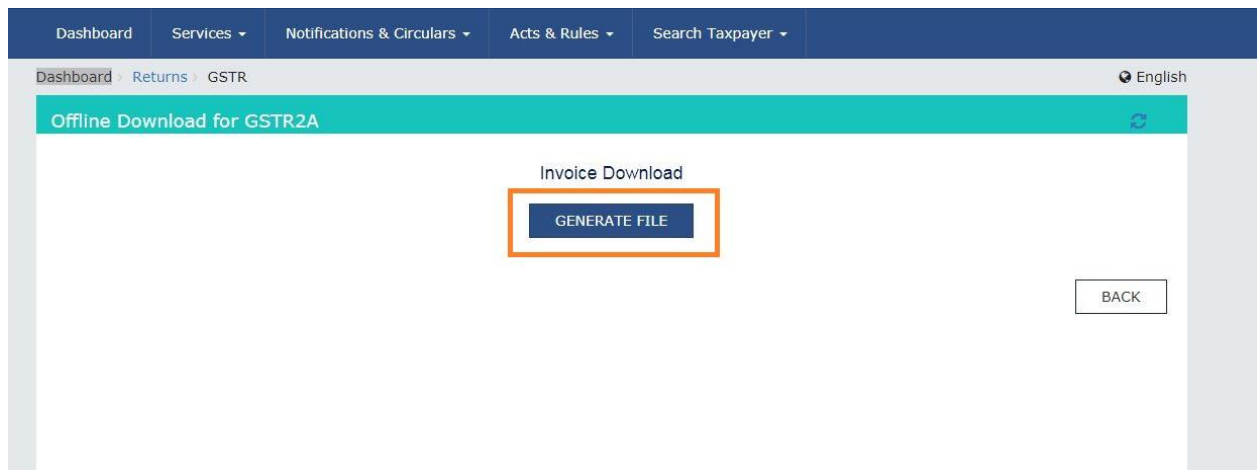 Dashboard Services Notifications & Circulars Acts & Rules Search Taxpayer
Dashboard > Returns > GSTR English
Offline Download for GSTR2A
Invoice Download
GENERATE FILE
BACK